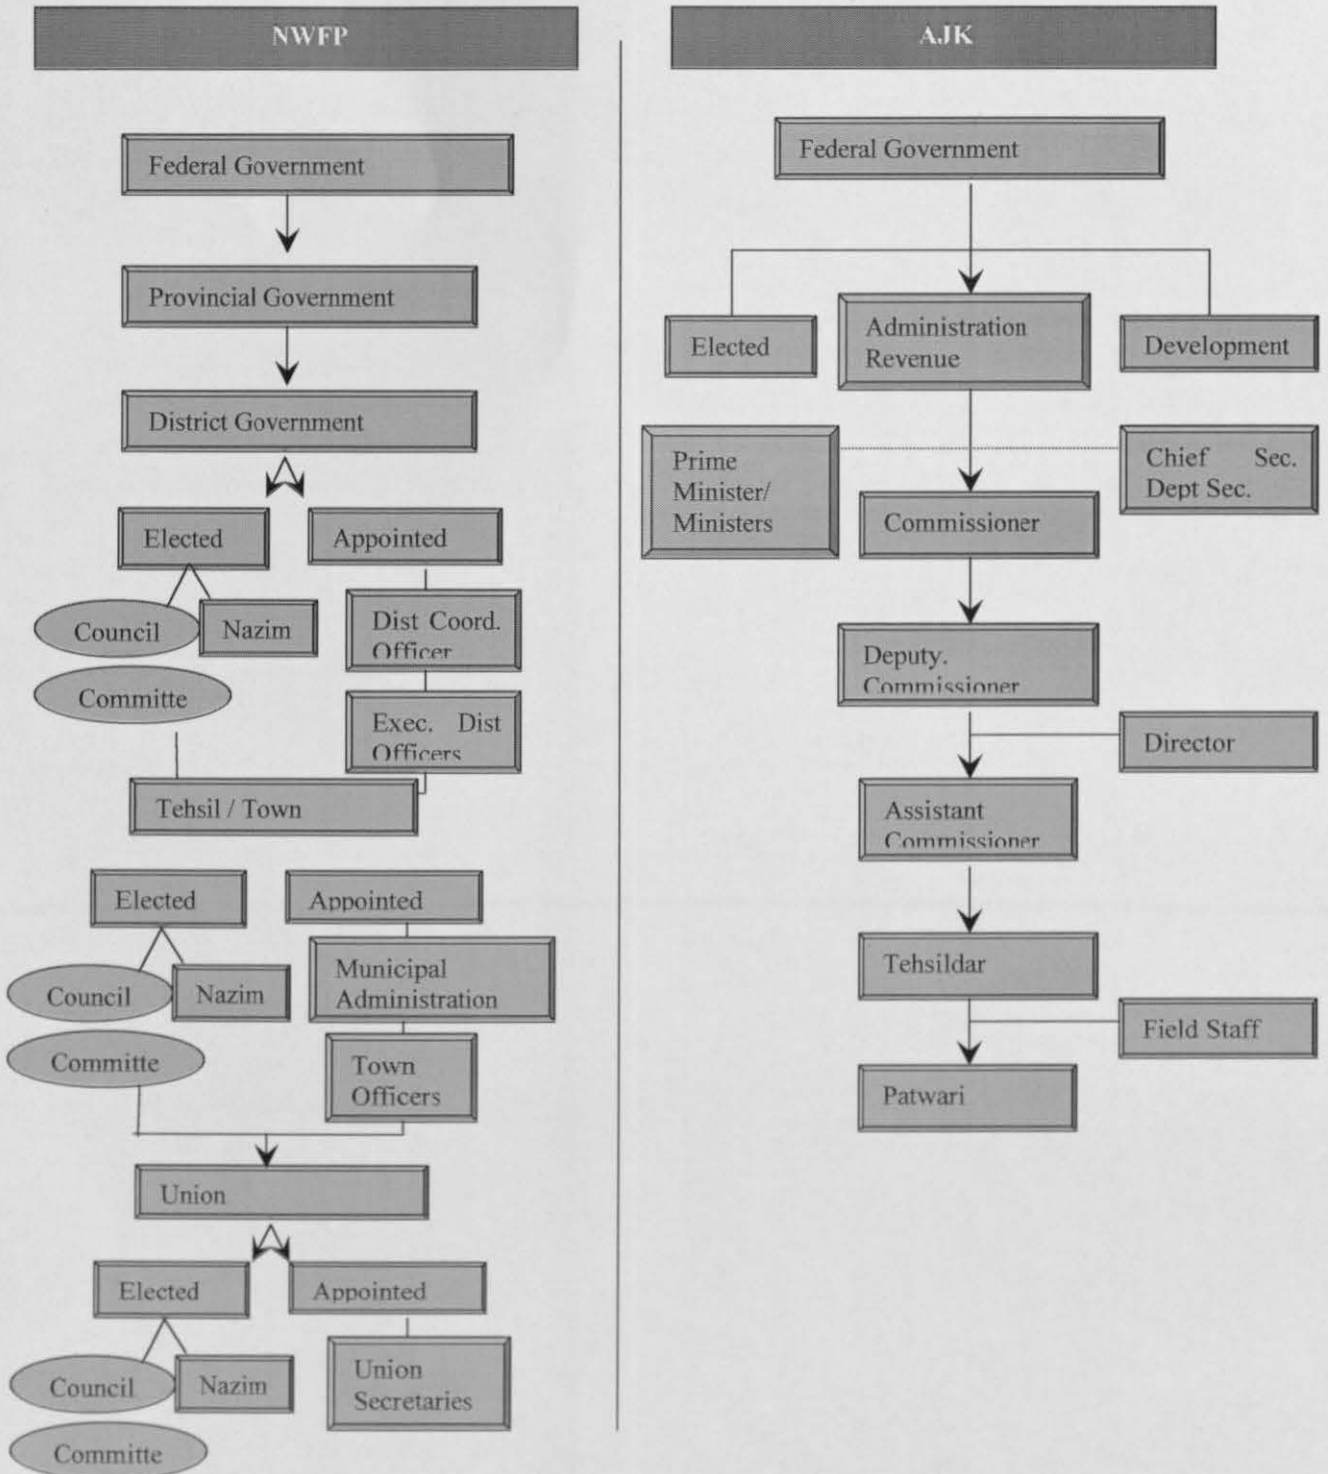 NWFP
Federal Government
Provincial Government
District Government
Elected
Appointed
Council
Nazim
Dist Coord.
Officer
Committe
Exec. Dist
Officers
Tehsil / Town
Elected
Appointed
Council
Nazim
Municipal
Administration
Committe
Town
Officers
Union
Elected
Appointed
Council
Nazim
Union
Secretaries
Committe
AJK
Federal Government
Elected
Administration
Revenue
Development
Prime
Minister/
Ministers
Chief Sec.
Dept Sec.
Commissioner
Deputy.
Commissioner
Director
Assistant
Commissioner
Tehsildar
Field Staff
Patwari